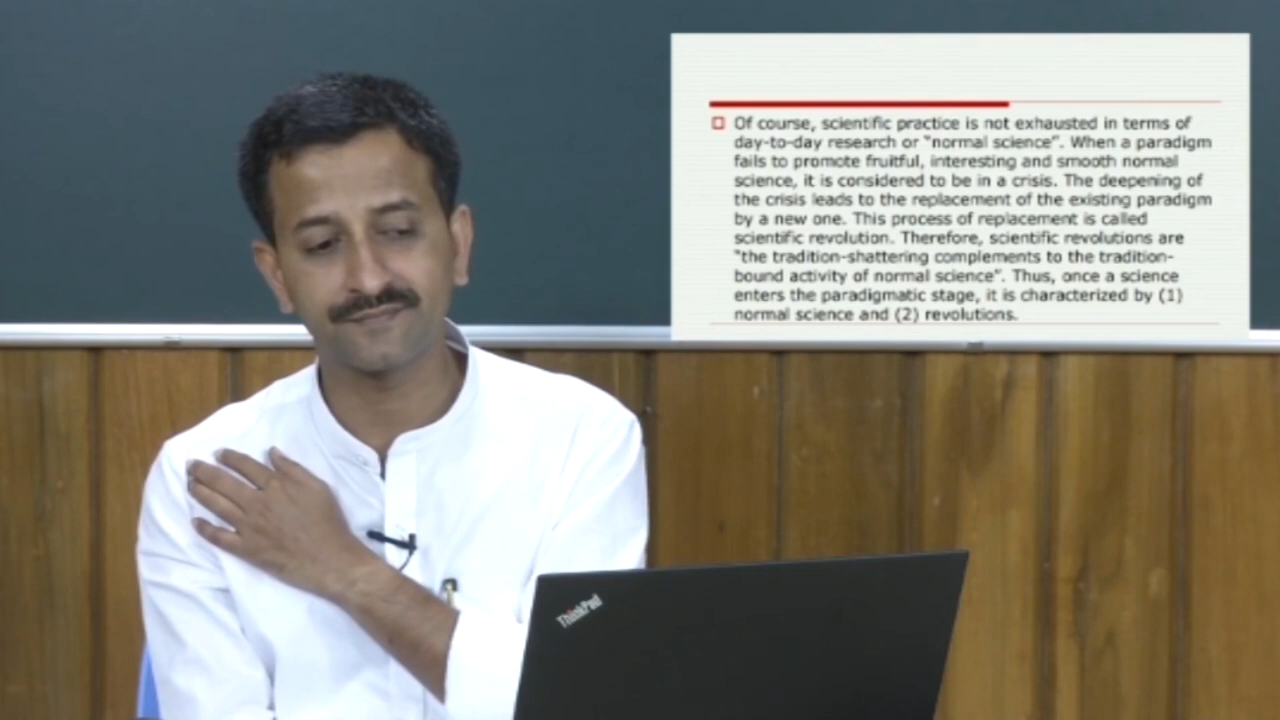 Of course, scientific practice is not exhausted in terms of
day-to-day research or "normal science". When a paradigm
fails to promote fruitful, interesting and smooth normal
science, it is considered to be in a crisis. The deepening of
the crisis leads to the replacement of the existing paradigm
by a new one. This process of replacement is called
scientific revolution. Therefore, scientific revolutions are
"the tradition-shattering complements to the tradition-
bound activity of normal science". Thus, once a science
enters the paradigmatic stage, it is characterized by (1)
normal science and (2) revolutions.
ThinkPad